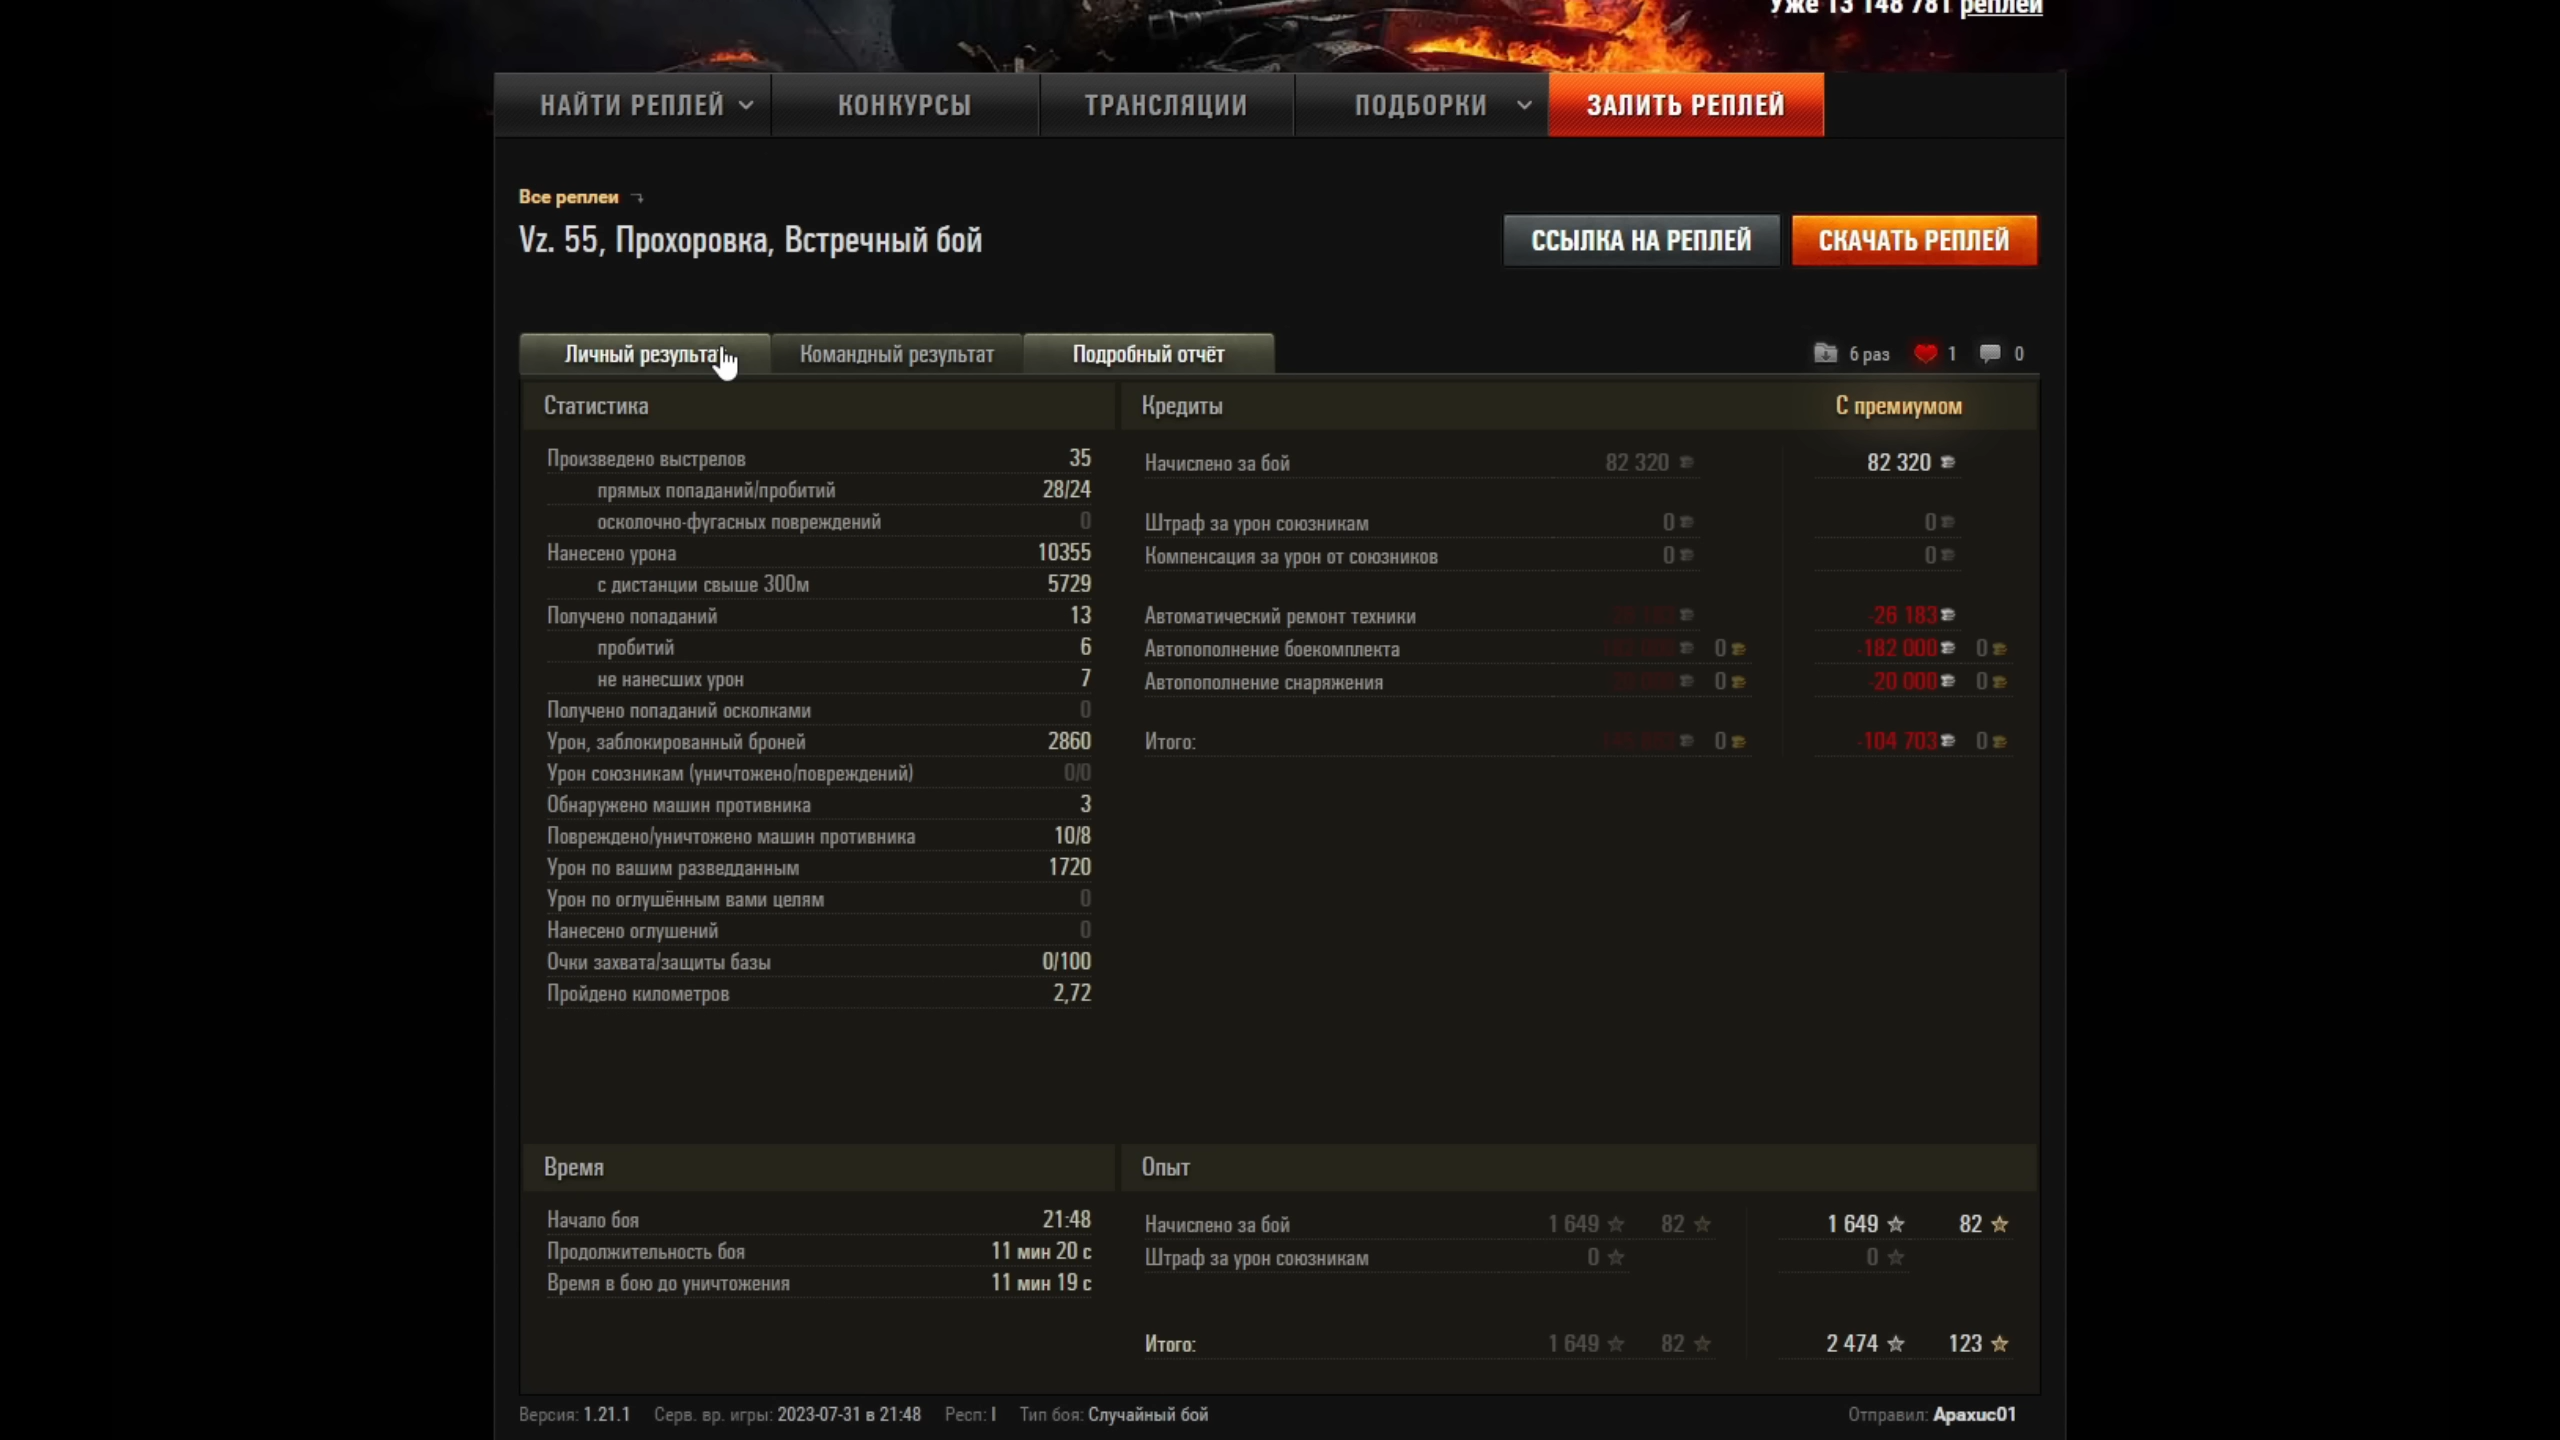 Уже 13 148 781 реплей
НАЙТИ РЕПЛЕЙ
КОНКУРСЫ
ТРАНСЛЯЦИИ
ПОДБОРКИ
ЗАЛИТЬ РЕПЛЕЙ
Все реплеи
Vz. 55, Прохоровка, Встречный бой
ССЫЛКА НА РЕПЛЕЙ
СКАЧАТЬ РЕПЛЕЙ
Личный результат
Командный результат
Подробный отчёт
6 раз 1 0
Статистика
Произведено выстрелов 35
прямых попаданий/пробитий 28/24
осколочно-фугасных повреждений 0
Нанесено урона 10355
с дистанции свыше 300м 5729
Получено попаданий 13
пробитий 6
не нанесших урон 7
Получено попаданий осколками 0
Урон, заблокированный броней 2860
Урон союзникам (уничтожено/повреждений) 0/0
Обнаружено машин противника 3
Повреждено/уничтожено машин противника 10/8
Урон по вашим разведданным 1720
Урон по оглушённым вами целям 0
Нанесено оглушений 0
Очки захвата/защиты базы 0/100
Пройдено километров 2,72
Кредиты С премиумом
Начислено за бой 82 320 82 320
Штраф за урон союзникам 0 0
Компенсация за урон от союзников 0 0
Автоматический ремонт техники -26 183
Автопополнение боекомплекта 0 -182 000 0
Автопополнение снаряжения 0 -20 000 0
Итого: 0 -104 703 0
Время
Начало боя 21:48
Продолжительность боя 11 мин 20 с
Время в бою до уничтожения 11 мин 19 с
Опыт
Начислено за бой 1 649 82 1 649 82
Штраф за урон союзникам 0 0
Итого: 1 649 82 2 474 123
Версия: 1.21.1 Серв. вр. игры: 2023-07-31 в 21:48 Респ: I Тип боя: Случайный бой
Отправил: Apaxuc01